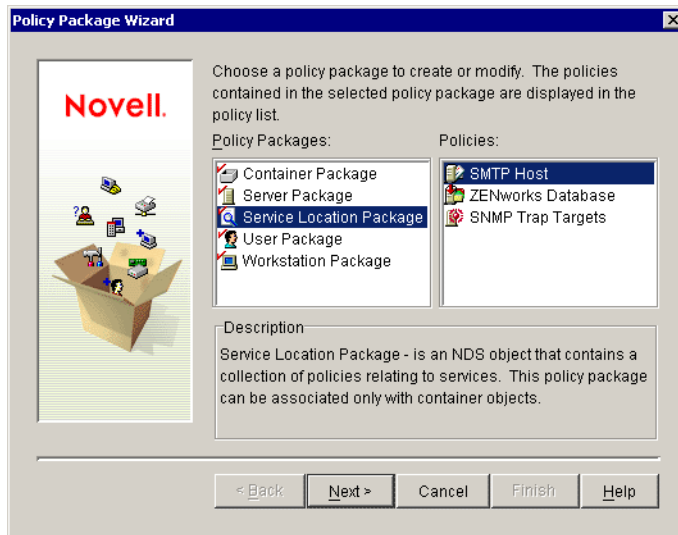 Policy Package Wizard
Novell.
Choose a policy package to create or modify. The policies
contained in the selected policy package are displayed in the
policy list.
Policy Packages:
Container Package
Server Package
Service Location Package
User Package
Workstation Package
Policies:
SMTP Host
ZENworks Database
SNMP Trap Targets
Description
Service Location Package - is an NDS object that contains a
collection of policies relating to services. This policy package
can be associated only with container objects.
< Back
Next >
Cancel
Finish
Help